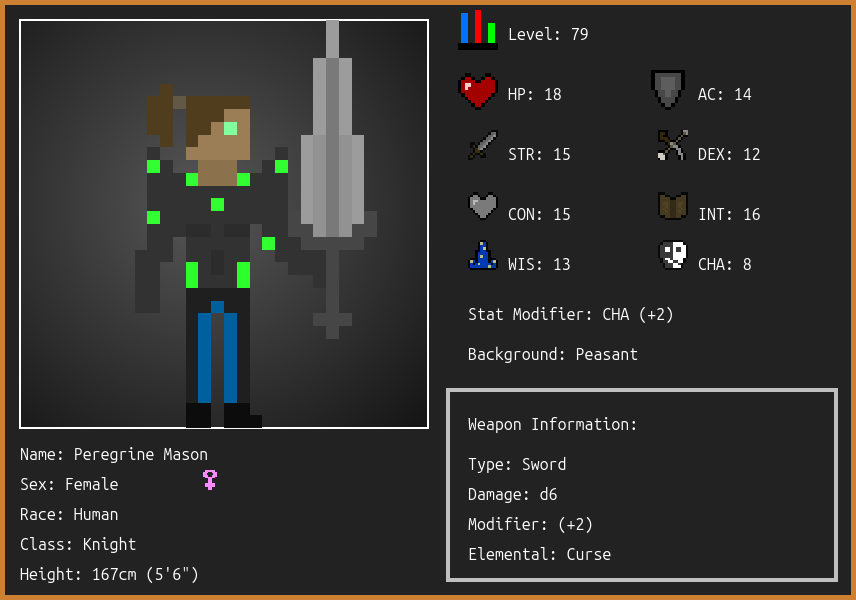 Level: 79
HP: 18
AC: 14
STR: 15
DEX: 12
CON: 15
INT: 16
WIS: 13
CHA: 8
Stat Modifier: CHA (+2)
Background: Peasant
Name: Peregrine Mason
Sex: Female
Race: Human
Class: Knight
Height: 167cm (5'6")
Weapon Information:
Type: Sword
Damage: d6
Modifier: (+2)
Elemental: Curse